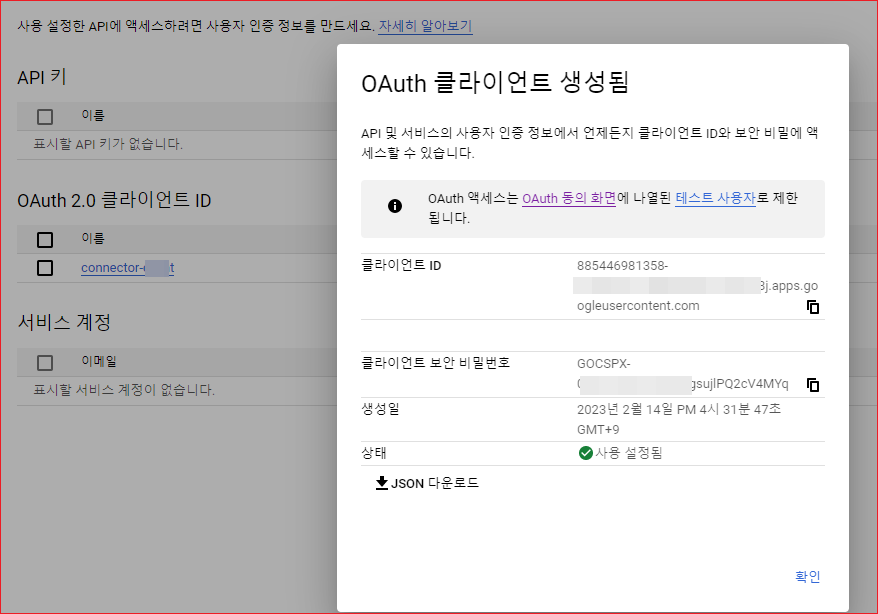 사용 설정한 API에 액세스하려면 사용자 인증 정보를 만드세요. 자세히 알아보기
API 키
이름
표시할 API 키가 없습니다.
OAuth 2.0 클라이언트 ID
이름
connector-
서비스 계정
이메일
표시할 서비스 계정이 없습니다.
OAuth 클라이언트 생성됨
API 및 서비스의 사용자 인증 정보에서 언제든지 클라이언트 ID와 보안 비밀에 액
세스할 수 있습니다.
OAuth 액세스는 OAuth 동의 화면에 나열된 테스트 사용자로 제한
됩니다.
클라이언트 ID
885446981358-
j.apps.go
ogleusercontent.com
클라이언트 보안 비밀번호
GOCSPX-
gsujlPQ2cV4MYq
생성일
2023년 2월 14일 PM 4시 31분 47초
GMT+9
상태
사용 설정됨
JSON 다운로드
확인